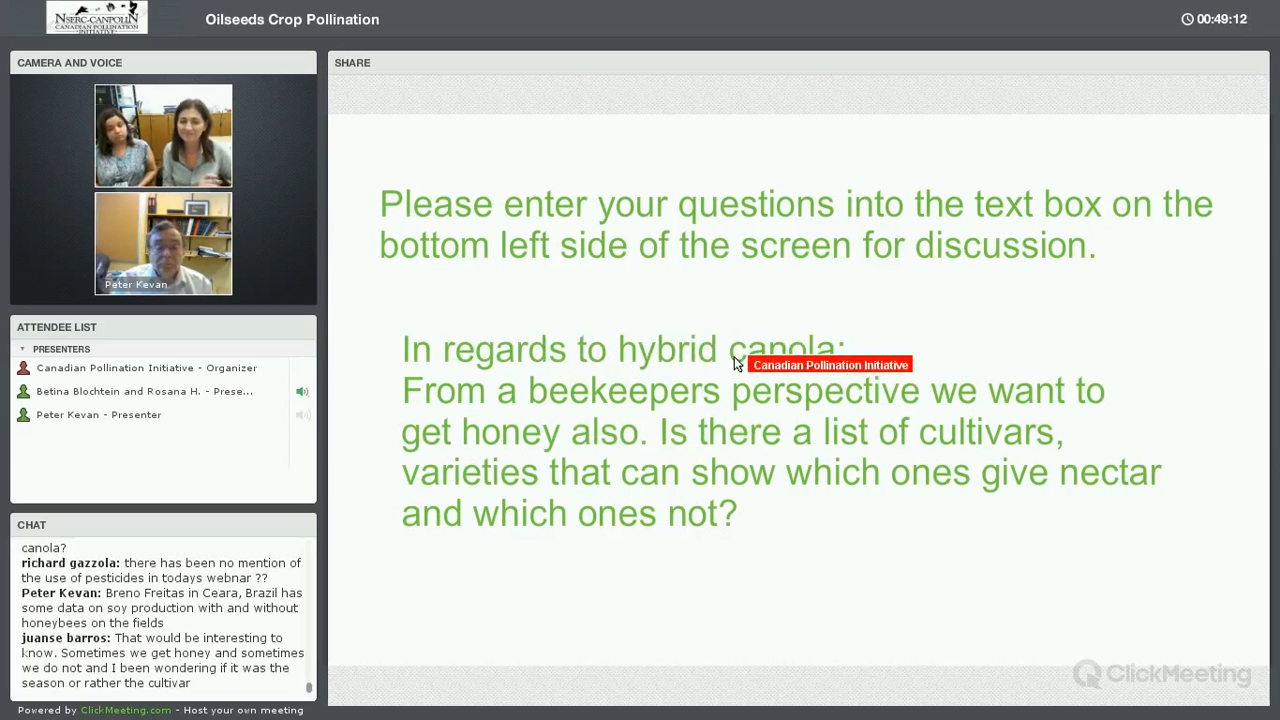 NSERC-CANPOLIN
CANADIAN POLLINATION
INITIATIVE
Oilseeds Crop Pollination
00:49:12
CAMERA AND VOICE
Peter Kevan
ATTENDEE LIST
PRESENTERS
Canadian Pollination Initiative - Organizer
Betina Blochtein and Rosana H. - Prese...
Peter Kevan - Presenter
CHAT
canola?
richard gazzola: there has been no mention of
the use of pesticides in todays webnar ??
Peter Kevan: Breno Freitas in Ceara, Brazil has
some data on soy production with and without
honeybees on the fields
juanse barros: That would be interesting to
know. Sometimes we get honey and sometimes
we do not and I been wondering if it was the
season or rather the cultivar
Powered by ClickMeeting.com - Host your own meeting
SHARE
Please enter your questions into the text box on the
bottom left side of the screen for discussion.
In regards to hybrid canola:
Canadian Pollination Initiative
From a beekeepers perspective we want to
get honey also. Is there a list of cultivars,
varieties that can show which ones give nectar
and which ones not?
ClickMeeting